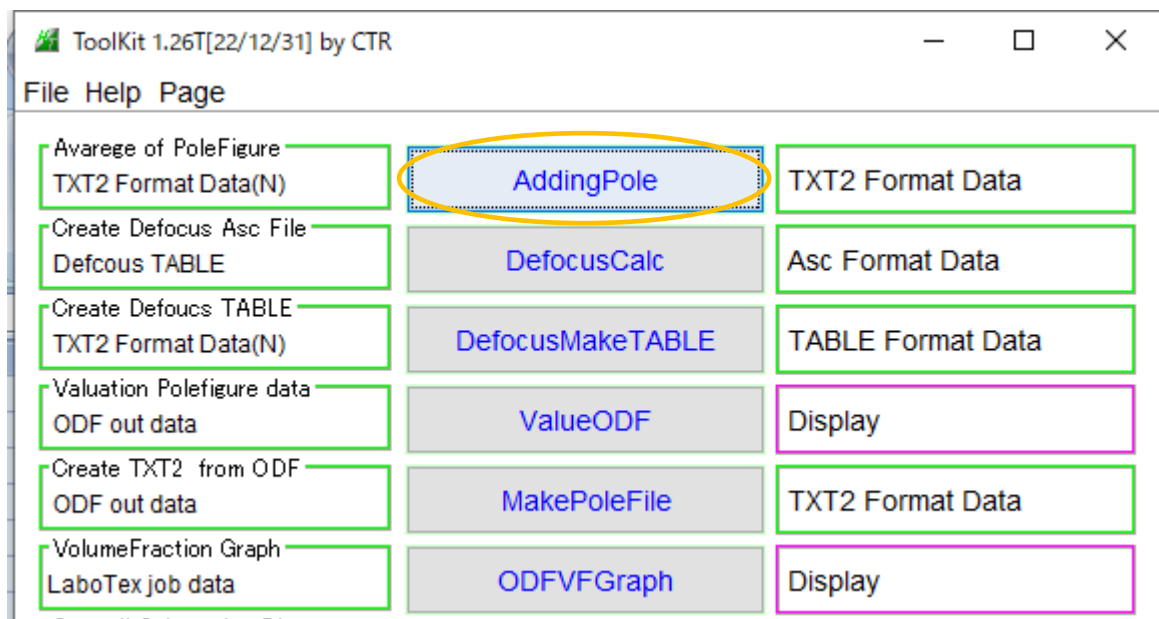 ToolKit 1.26T[22/12/31] by CTR
File Help Page
Avarege of PoleFigure
TXT2 Format Data(N)
AddingPole
TXT2 Format Data
Create Defocus Asc File
Defcous TABLE
DefocusCalc
Asc Format Data
Create Defoucs TABLE
TXT2 Format Data(N)
DefocusMakeTABLE
TABLE Format Data
Valuation Polefigure data
ODF out data
ValueODF
Display
Create TXT2 from ODF
ODF out data
MakePoleFile
TXT2 Format Data
VolumeFraction Graph
LaboTex job data
ODFVFGraph
Display